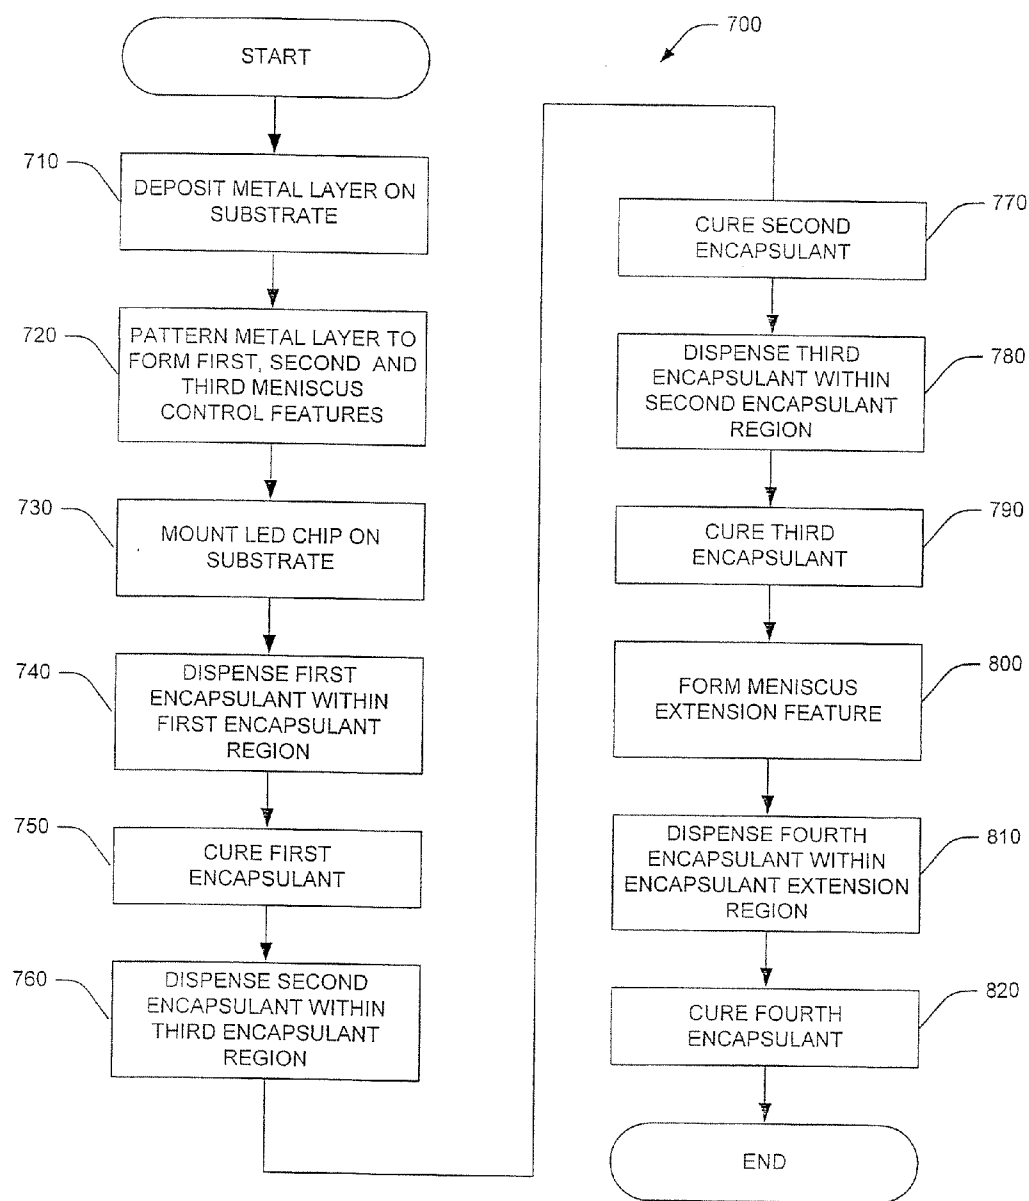 START
700
710
DEPOSIT METAL LAYER ON
SUBSTRATE
720
PATTERN METAL LAYER TO
FORM FIRST, SECOND AND
THIRD MENISCUS
CONTROL FEATURES
730
MOUNT LED CHIP ON
SUBSTRATE
740
DISPENSE FIRST
ENCAPSULANT WITHIN
FIRST ENCAPSULANT
REGION
750
CURE FIRST
ENCAPSULANT
760
DISPENSE SECOND
ENCAPSULANT WITHIN
THIRD ENCAPSULANT
REGION
770
CURE SECOND
ENCAPSULANT
780
DISPENSE THIRD
ENCAPSULANT WITHIN
SECOND ENCAPSULANT
REGION
790
CURE THIRD
ENCAPSULANT
800
FORM MENISCUS
EXTENSION FEATURE
810
DISPENSE FOURTH
ENCAPSULANT WITHIN
ENCAPSULANT EXTENSION
REGION
820
CURE FOURTH
ENCAPSULANT
END